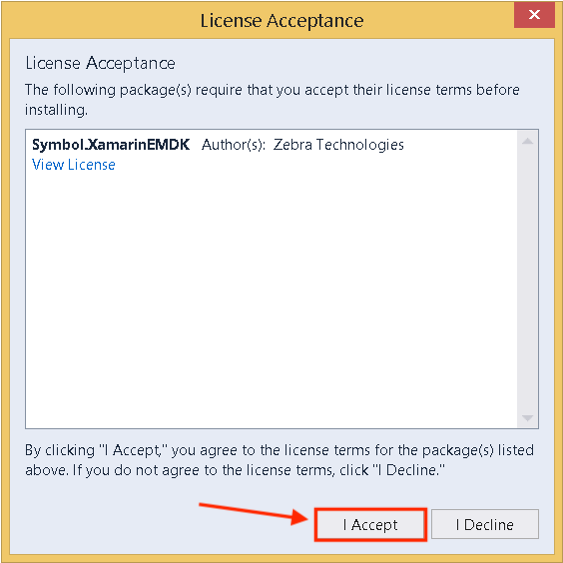 License Acceptance
License Acceptance
The following package(s) require that you accept their license terms before
installing.
Symbol.XamarinEMDK Author(s): Zebra Technologies
View License
By clicking "I Accept," you agree to the license terms for the package(s) listed
above. If you do not agree to the license terms, click "I Decline."
I Accept I Decline